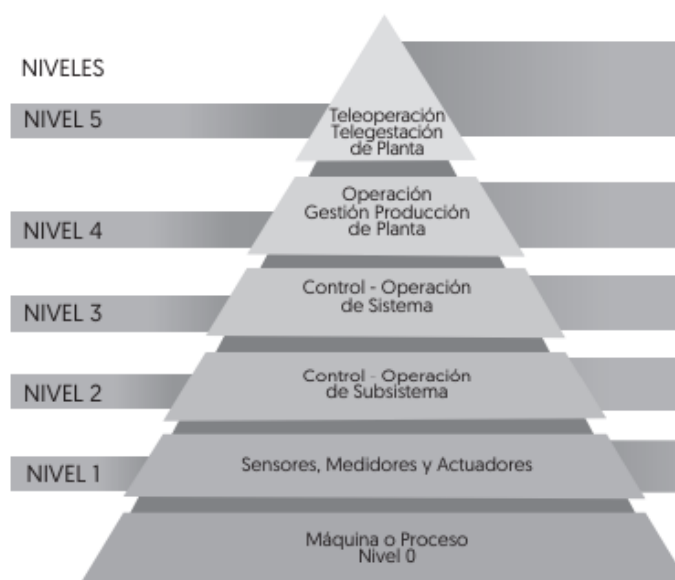 NIVELES
NIVEL 5
Teleoperación
Telegestación
de Planta
NIVEL 4
Operación
Gestión Producción
de Planta
NIVEL 3
Control - Operación
de Sistema
NIVEL 2
Control - Operación
de Subsistema
NIVEL 1
Sensores, Medidores y Actuadores
Máquina o Proceso
Nivel 0